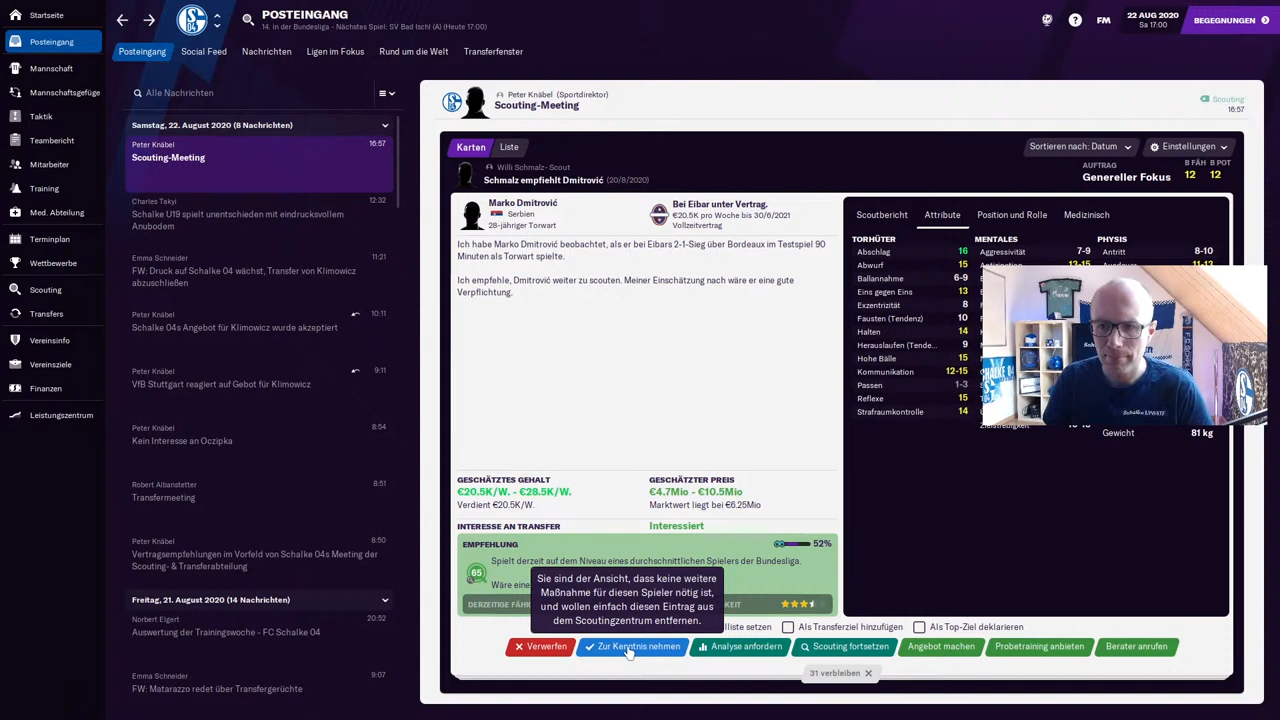 Startseite
Posteingang
Mannschaft
Mannschaftsgefüge
Taktik
Teambericht
Mitarbeiter
Training
Med. Abteilung
Terminplan
Wettbewerbe
Scouting
Transfers
Vereinsinfo
Vereinsziele
Finanzen
Leistungszentrum
POSTEINGANG
14. in der Bundesliga - Nächstes Spiel: SV Bad Ischl (A) (Heute 17:00)
FM
22 AUG 2020
Sa 17:00
BEGEGNUNGEN
Posteingang
Social Feed
Nachrichten
Ligen im Fokus
Rund um die Welt
Transferfenster
Alle Nachrichten
Samstag, 22. August 2020 (8 Nachrichten)
Peter Knäbel 16:57
Scouting-Meeting
Charles Takyi 12:32
Schalke U19 spielt unentschieden mit eindrucksvollem
Anubodem
Emma Schneider 11:21
FW: Druck auf Schalke 04 wächst, Transfer von Klimowicz
abzuschließen
Peter Knäbel 10:11
Schalke 04s Angebot für Klimowicz wurde akzeptiert
Peter Knäbel 9:11
VfB Stuttgart reagiert auf Gebot für Klimowicz
Peter Knäbel 8:54
Kein Interesse an Oczipka
Robert Albanstetter 8:51
Transfermeeting
Peter Knäbel 8:50
Vertragsempfehlungen im Vorfeld von Schalke 04s Meeting der
Scouting- & Transferabteilung
Freitag, 21. August 2020 (14 Nachrichten)
Norbert Elgert 20:52
Auswertung der Trainingswoche - FC Schalke 04
Emma Schneider 9:07
FW: Matarazzo redet über Transfergerüchte
Peter Knäbel (Sportdirektor)
Scouting-Meeting
Scouting
16:57
Karten
Liste
Sortieren nach: Datum
Einstellungen
Willi Schmalz - Scout
Schmalz empfiehlt Dmitrović (20/8/2020)
AUFTRAG
Genereller Fokus
B FÄH B POT
12 12
Marko Dmitrović
Serbien
28-jähriger Torwart
Bei Eibar unter Vertrag.
€20.5K pro Woche bis 30/6/2021
Vollzeitvertrag
Ich habe Marko Dmitrović beobachtet, als er bei Eibars 2-1-Sieg über Bordeaux im Testspiel 90
Minuten als Torwart spielte.
Ich empfehle, Dmitrović weiter zu scouten. Meiner Einschätzung nach wäre er eine gute
Verpflichtung.
GESCHÄTZTES GEHALT
€20.5K/W. - €28.5K/W.
Verdient €20.5K/W.
GESCHÄTZTER PREIS
€4.7Mio - €10.5Mio
Marktwert liegt bei €6.25Mio
INTERESSE AN TRANSFER
Interessiert
EMPFEHLUNG
52%
65
Spielt derzeit auf dem Niveau eines durchschnittlichen Spielers der Bundesliga.
Wäre eine
DERZEITIGE FÄHIG
KEIT
Sie sind der Ansicht, dass keine weitere
Maßnahme für diesen Spieler nötig ist,
und wollen einfach diesen Eintrag aus
dem Scoutingzentrum entfernen.
Scoutbericht
Attribute
Position und Rolle
Medizinisch
TORHÜTER
Abschlag 16
Abwurf 15
Ballannahme 6-9
Eins gegen Eins 13
Exzentrizität 8
Fausten (Tendenz) 10
Halten 14
Herauslaufen (Tende... 9
Hohe Bälle 15
Kommunikation 12-15
Passen 1-3
Reflexe 15
Strafraumkontrolle 14
MENTALES
Aggressivität 7-9
PHYSIS
Antritt 8-10
Gewicht 81 kg
liste setzen
Als Transferziel hinzufügen
Als Top-Ziel deklarieren
Verwerfen
Zur Kenntnis nehmen
Analyse anfordern
Scouting fortsetzen
Angebot machen
Probetraining anbieten
Berater anrufen
31 verbleiben